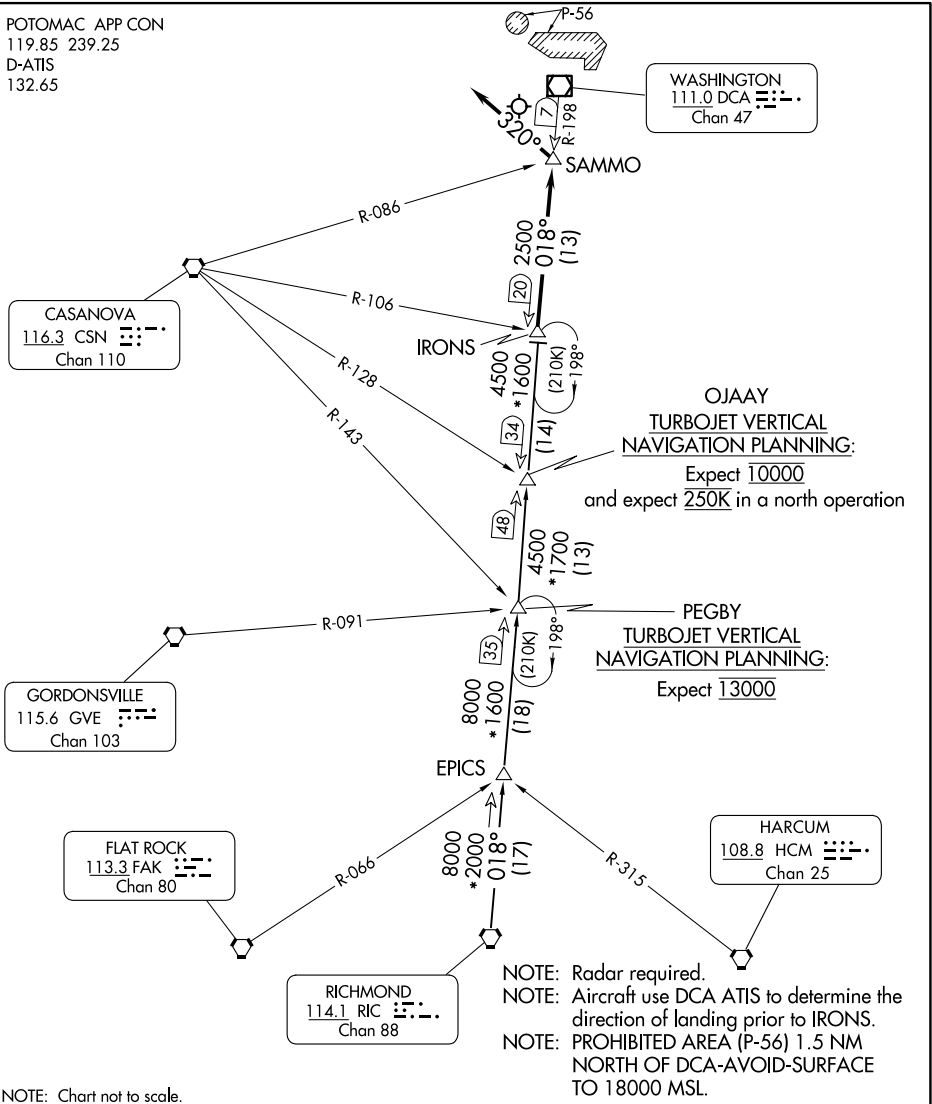 POTOMAC APP CON
119.85 239.25
D-ATIS
132.65
P-56
WASHINGTON
111.0 DCA
Chan 47
7
R-198
320°
SAMMO
R-086
2500
018°
(13)
CASANOVA
116.3 CSN
Chan 110
R-106
20
IRONS
R-128
4500
*1600
(14)
(210K)
198°
34
R-143
OJAAY
TURBOJET VERTICAL
NAVIGATION PLANNING:
Expect 10000
and expect 250K in a north operation
48
4500
*1700
(13)
R-091
PEGBY
TURBOJET VERTICAL
NAVIGATION PLANNING:
Expect 13000
35
(210K)
198°
GORDONSVILLE
115.6 GVE
Chan 103
8000
*1600
(18)
EPICS
FLAT ROCK
113.3 FAK
Chan 80
R-066
8000
*2000
018°
(17)
R-315
HARCUM
108.8 HCM
Chan 25
RICHMOND
114.1 RIC
Chan 88
NOTE: Radar required.
NOTE: Aircraft use DCA ATIS to determine the
direction of landing prior to IRONS.
NOTE: PROHIBITED AREA (P-56) 1.5 NM
NORTH OF DCA-AVOID-SURFACE
TO 18000 MSL.
NOTE: Chart not to scale.